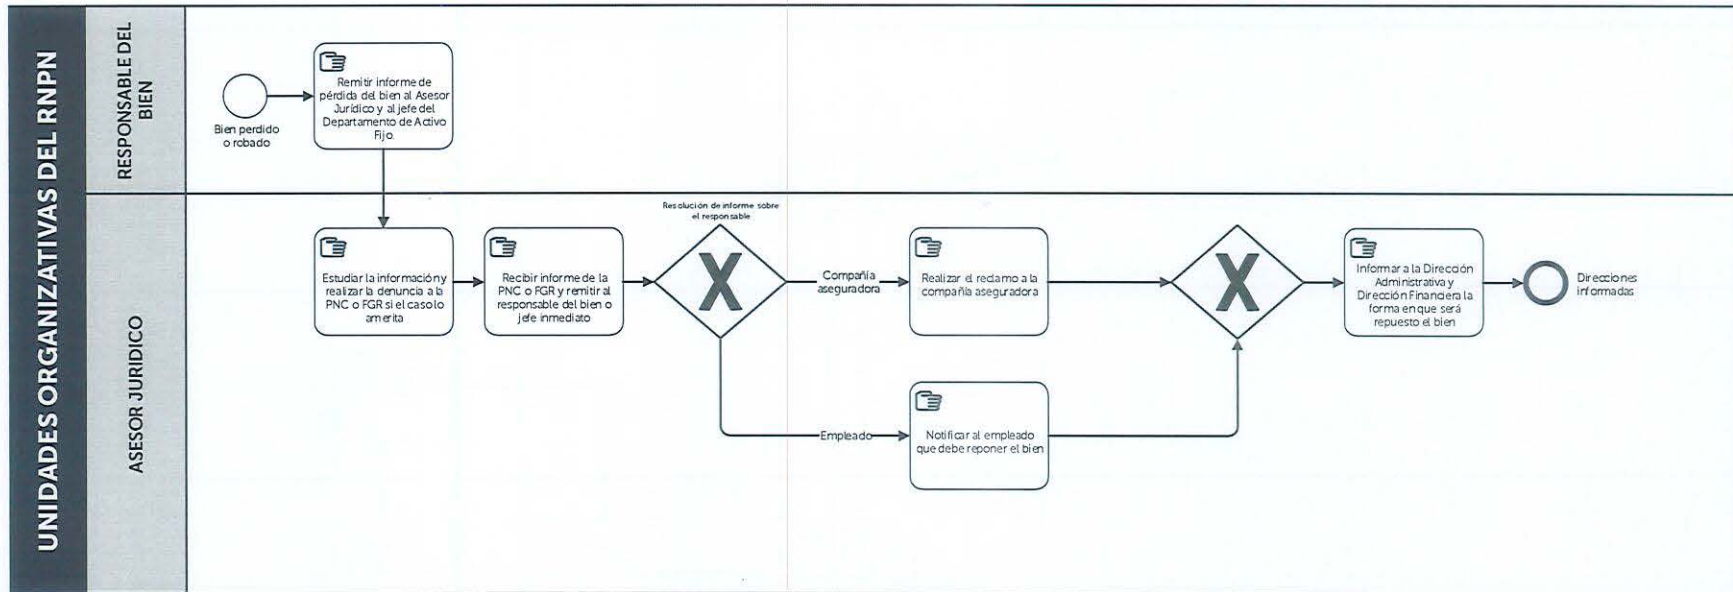 UNIDADES ORGANIZATIVAS DEL RNPN
RESPONSABLE DEL
BIEN
Bien perdido
o robado
Remitir informe de
pérdida del bien al Asesor
Jurídico y al jefe del
Departamento de Activo
Fijo.
ASESOR JURIDICO
Estudiar la información y
realizar la denuncia a la
PNC o FGR si el caso lo
amerita
Recibir informe de la
PNC o FGR y remitir al
responsable del bien o
jefe inmediato
Resolución de informe sobre
el responsable
Compañía
aseguradora
Realizar el reclamo a la
compañía aseguradora
Empleado
Notificar al empleado
que debe reponer el bien
Informar a la Dirección
Administrativa y
Dirección Financiera la
forma en que será
repuesto el bien
Direcciones
informadas